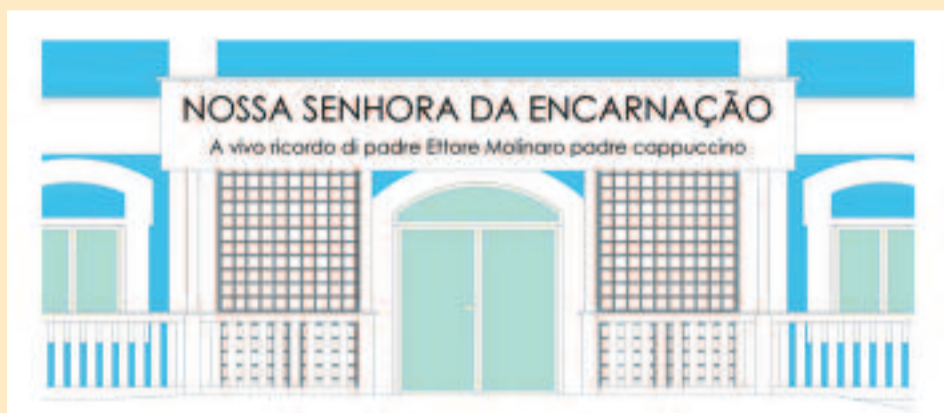 NOSSA SENHORA DA ENCARNAÇÃO
A vivo ricordo di padre Ettore Molinaro padre cappuccino